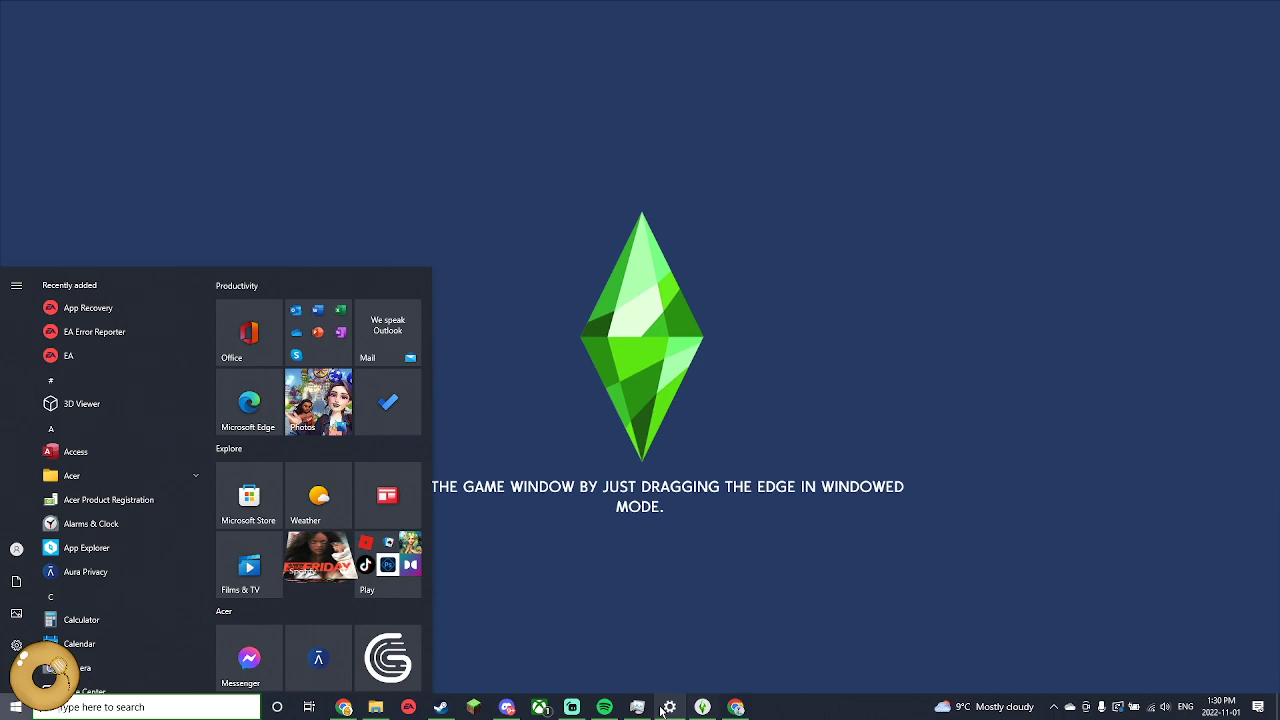 Recently added
App Recovery
EA Error Reporter
EA
#
3D Viewer
A
Access
Acer
Acer Product Registration
Alarms & Clock
App Explorer
Aura Privacy
C
Calculator
Calendar
Productivity
Office
We speak
Outlook
Mail
Microsoft Edge
Photos
Explore
Microsoft Store
Weather
Films & TV
FRIDAY
Play
Acer
Messenger
THE GAME WINDOW BY JUST DRAGGING THE EDGE IN WINDOWED
MODE.
ype here to search
9°C Mostly cloudy
ENG
1:30 PM
2022-11-01